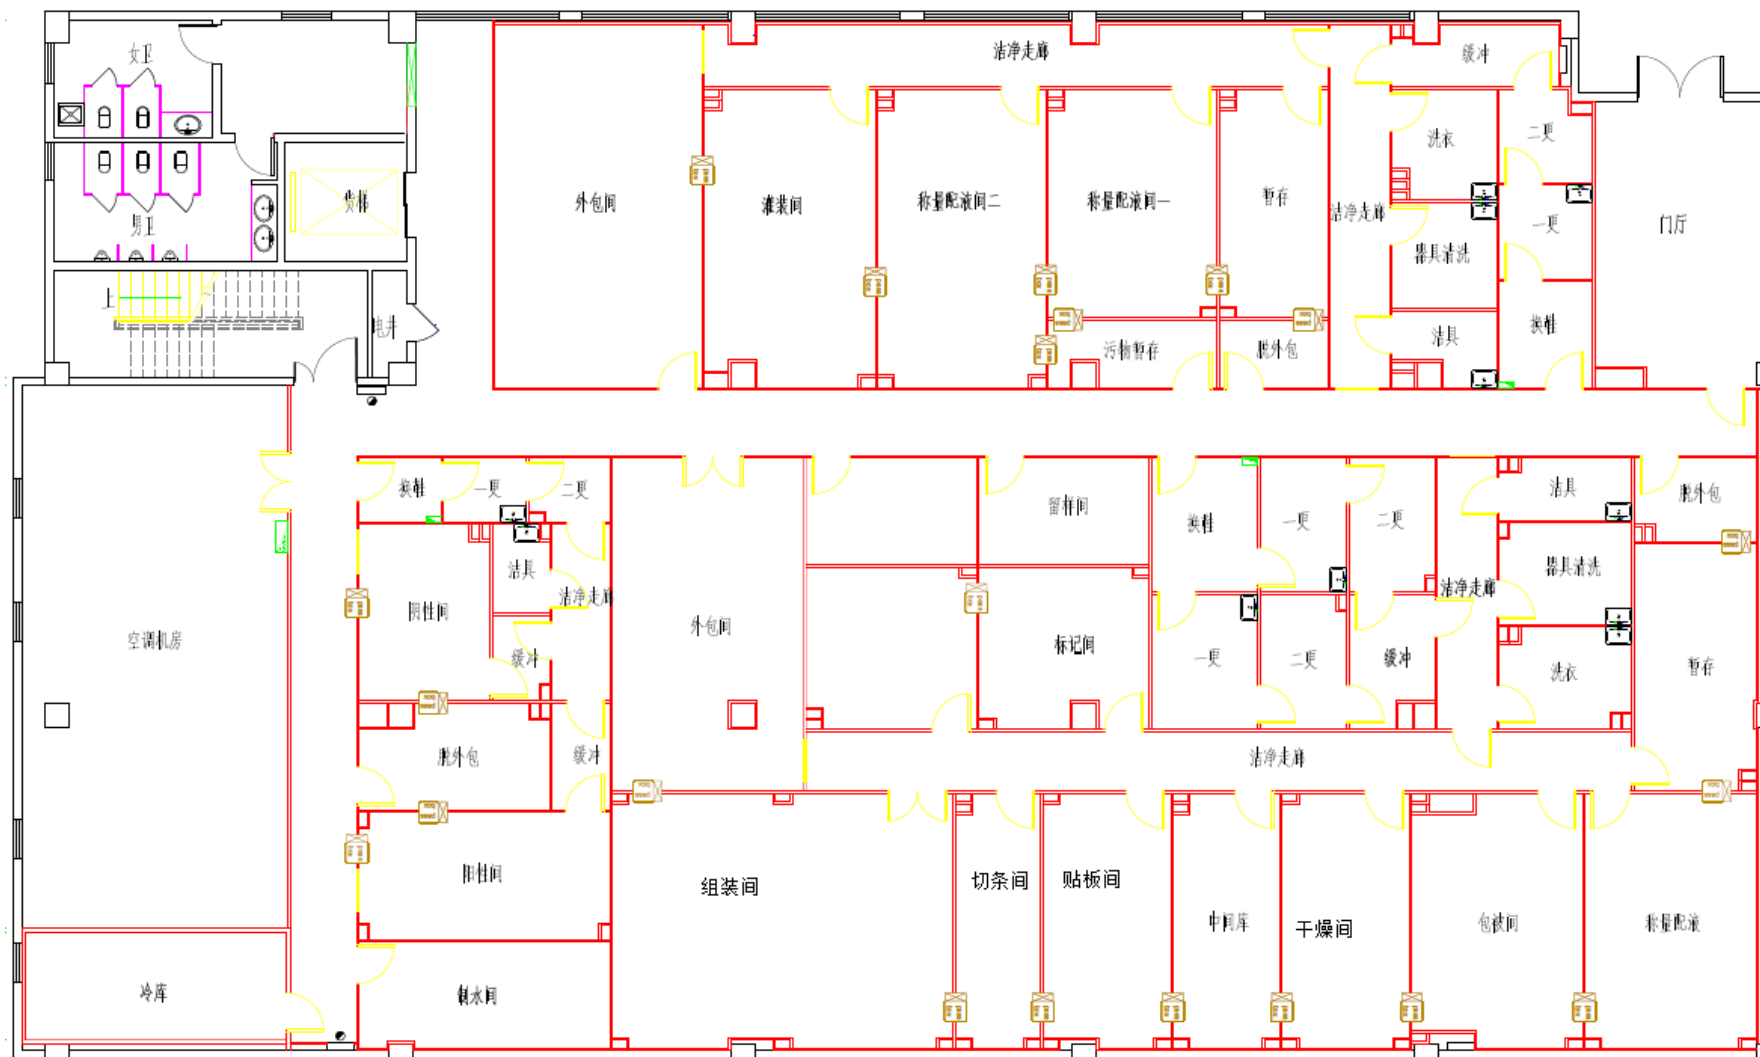 女卫
洁净走廊
缓冲
洗衣
二更
男卫
货梯
外包间
灌装间
称量配液间二
称量配液间一
暂存
洁净走廊
器具清洗
一更
门厅
上
电井
污物暂存
脱外包
洁具
换鞋
换鞋
一更
二更
留样间
换鞋
一更
二更
洁具
脱外包
洁具
洁净走廊
阴性间
器具清洗
洁净走廊
空调机房
外包间
标记间
缓冲
一更
二更
缓冲
洗衣
暂存
脱外包
缓冲
洁净走廊
阳性间
组装间
切条间
贴板间
中间库
干燥间
包被间
称量配液
冷库
制水间